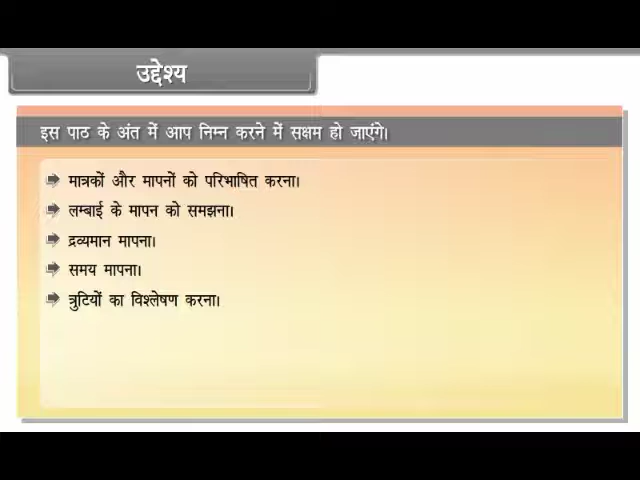 उद्देश्य
इस पाठ के अंत में आप निम्न करने में सक्षम हो जाएंगे।
मात्रकों और मापनों को परिभाषित करना।
लम्बाई के मापन को समझना।
द्रव्यमान मापना।
समय मापना।
त्रुटियों का विश्लेषण करना।